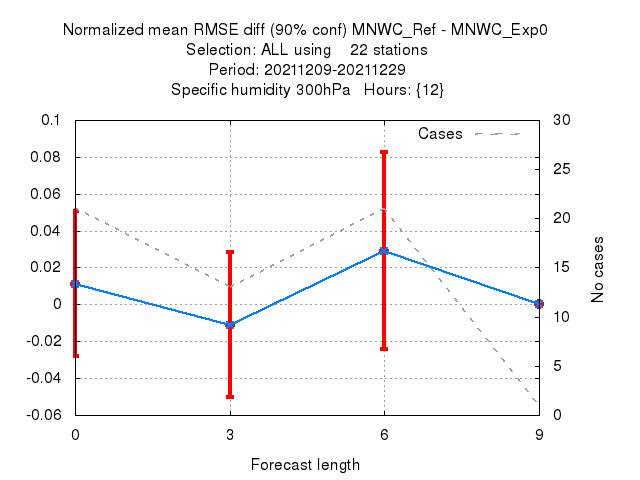 Normalized mean RMSE diff (90% conf) MNWC_Ref - MNWC_Exp0
Selection: ALL using    22 stations
Period: 20211209-20211229
Specific humidity 300hPa   Hours: {12}
Cases
0.1
0.08
0.06
0.04
0.02
0
-0.02
-0.04
-0.06
30
25
20
15
10
5
0
No cases
0
3
6
9
Forecast length